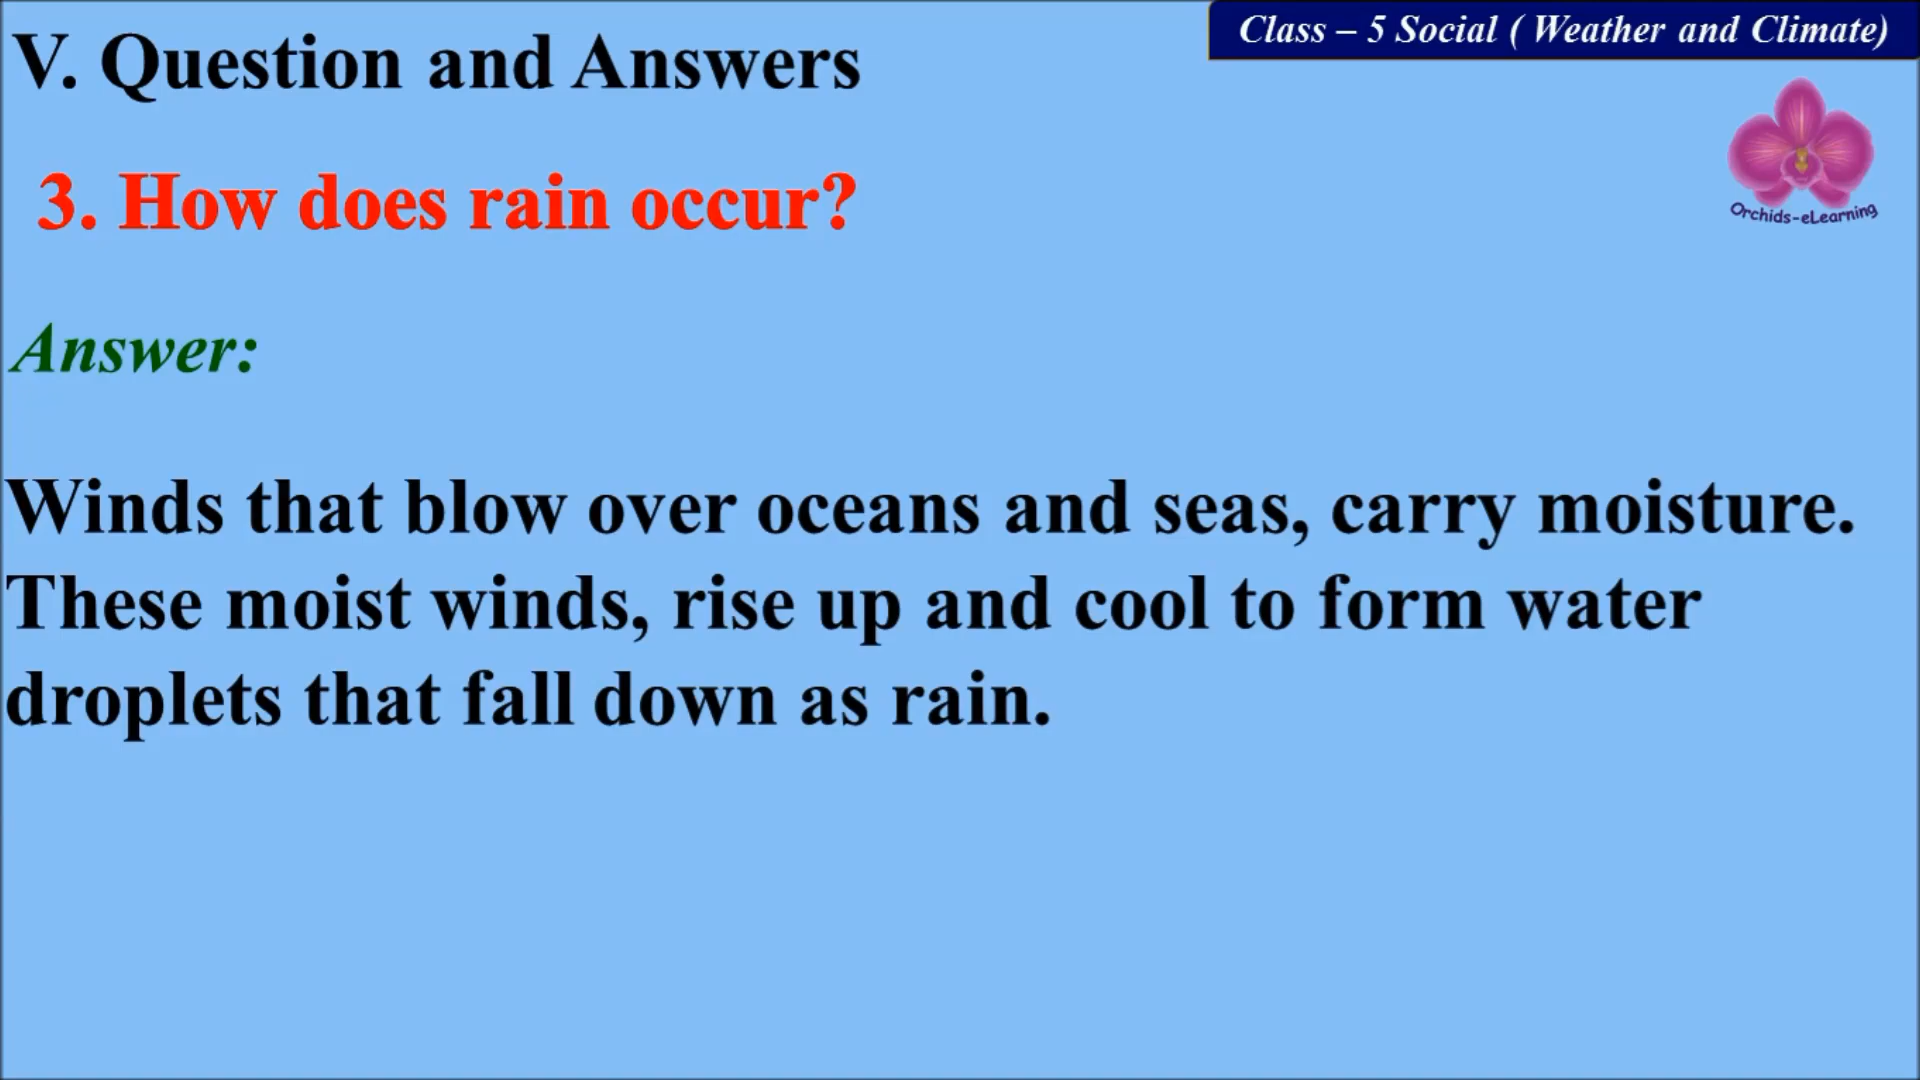 Class – 5 Social ( Weather and Climate)
V. Question and Answers
3. How does rain occur?
Orchids-eLearning
Answer:
Winds that blow over oceans and seas, carry moisture.
These moist winds, rise up and cool to form water
droplets that fall down as rain.